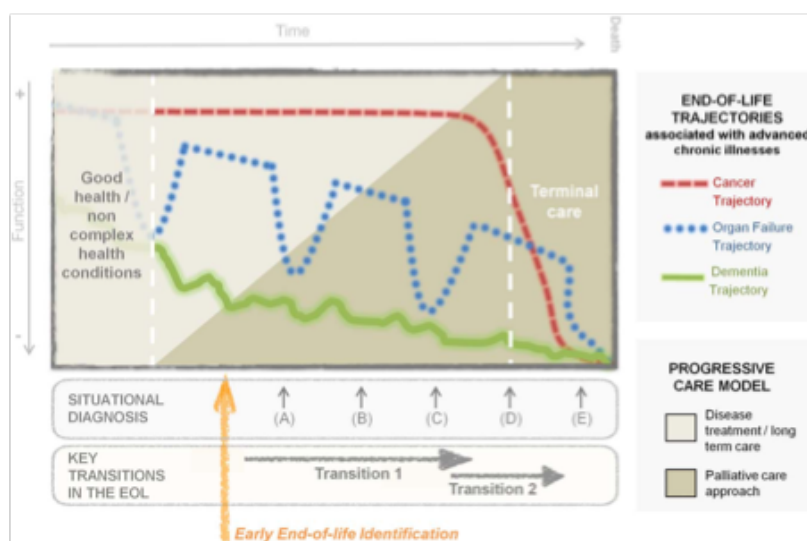 Time
Death
+
Function
-
Good
health /
non
complex
health
conditions
Terminal
care
END-OF-LIFE
TRAJECTORIES
associated with advanced
chronic illnesses
Cancer
Trajectory
Organ Failure
Trajectory
Dementia
Trajectory
SITUATIONAL
DIAGNOSIS
(A)
(B)
(C)
(D)
(E)
KEY
TRANSITIONS
IN THE EOL
Transition 1
Transition 2
Early End-of-life Identification
PROGRESSIVE
CARE MODEL
Disease
treatment / long
term care
Palliative care
approach